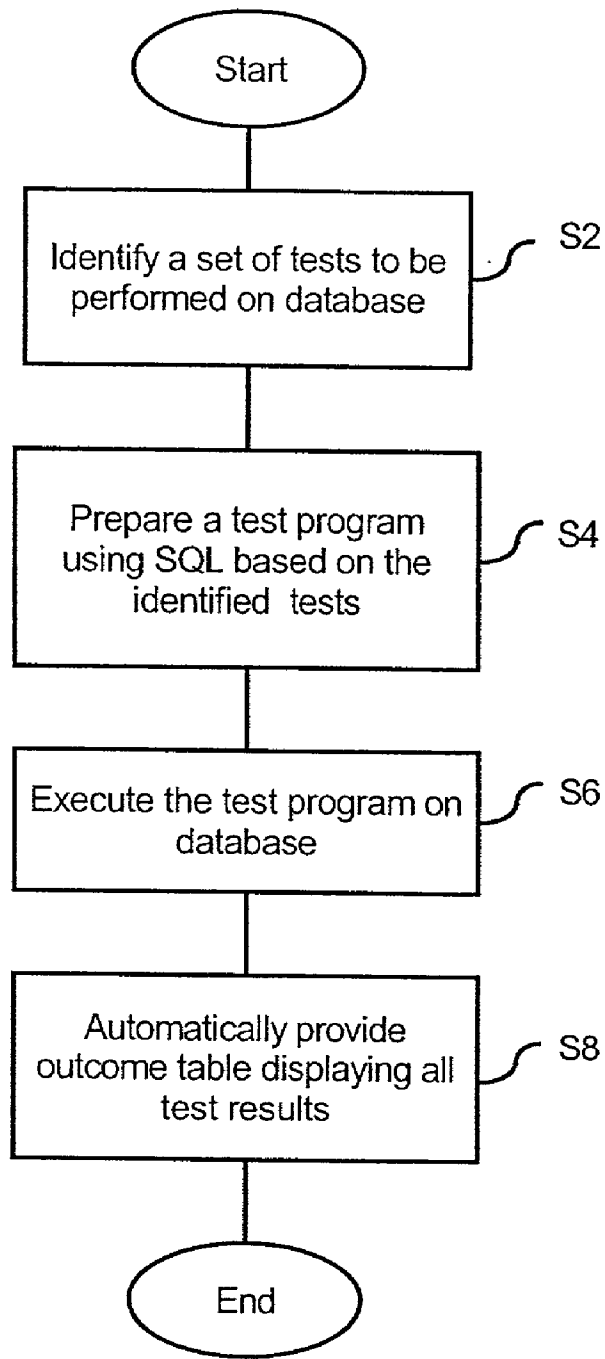 Start
Identify a set of tests to be
performed on database
S2
Prepare a test program
using SQL based on the
identified tests
S4
Execute the test program on
database
S6
Automatically provide
outcome table displaying all
test results
S8
End